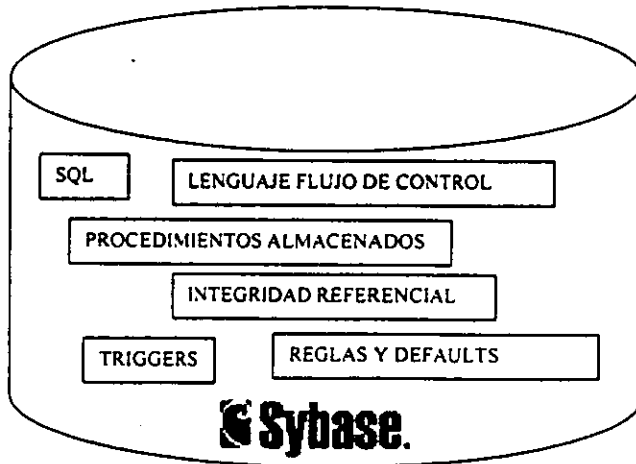 SQL
LENGUAJE FLUJO DE CONTROL
PROCEDIMIENTOS ALMACENADOS
INTEGRIDAD REFERENCIAL
TRIGGERS
REGLAS Y DEFAULTS
Sybase.